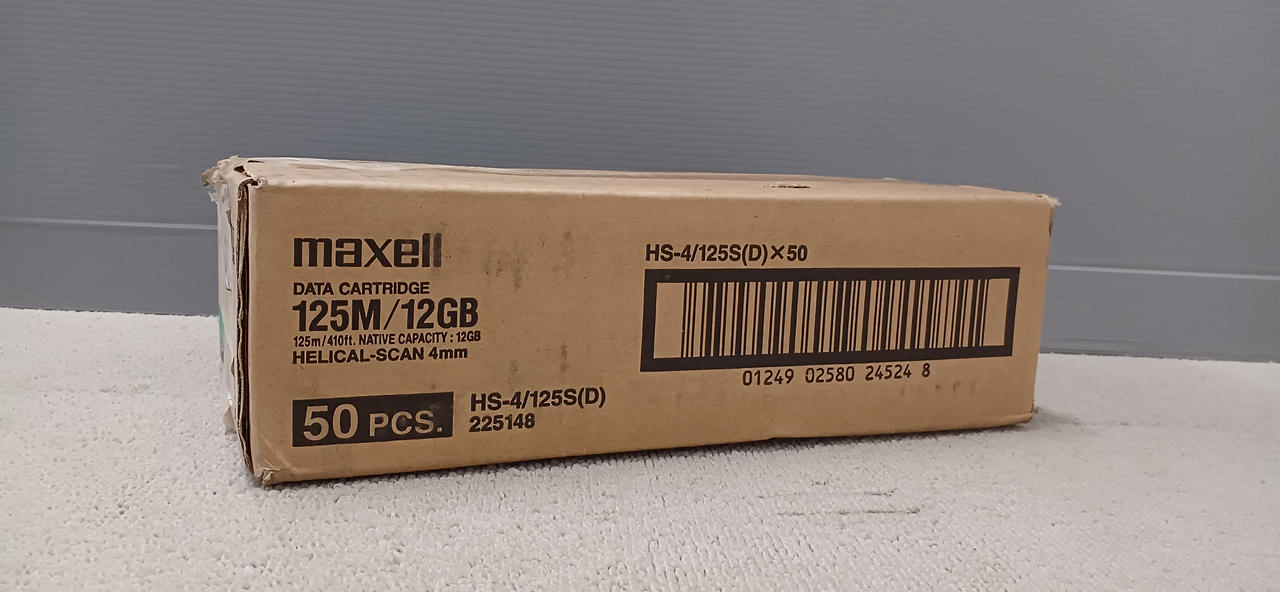 maxell
DATA CARTRIDGE
125M/12GB
125m/410ft. NATIVE CAPACITY : 12GB
HELICAL-SCAN 4mm
50 PCS.
HS-4/125S(D)
225148
HS-4/125S(D)×50
01249 02580 24524 8